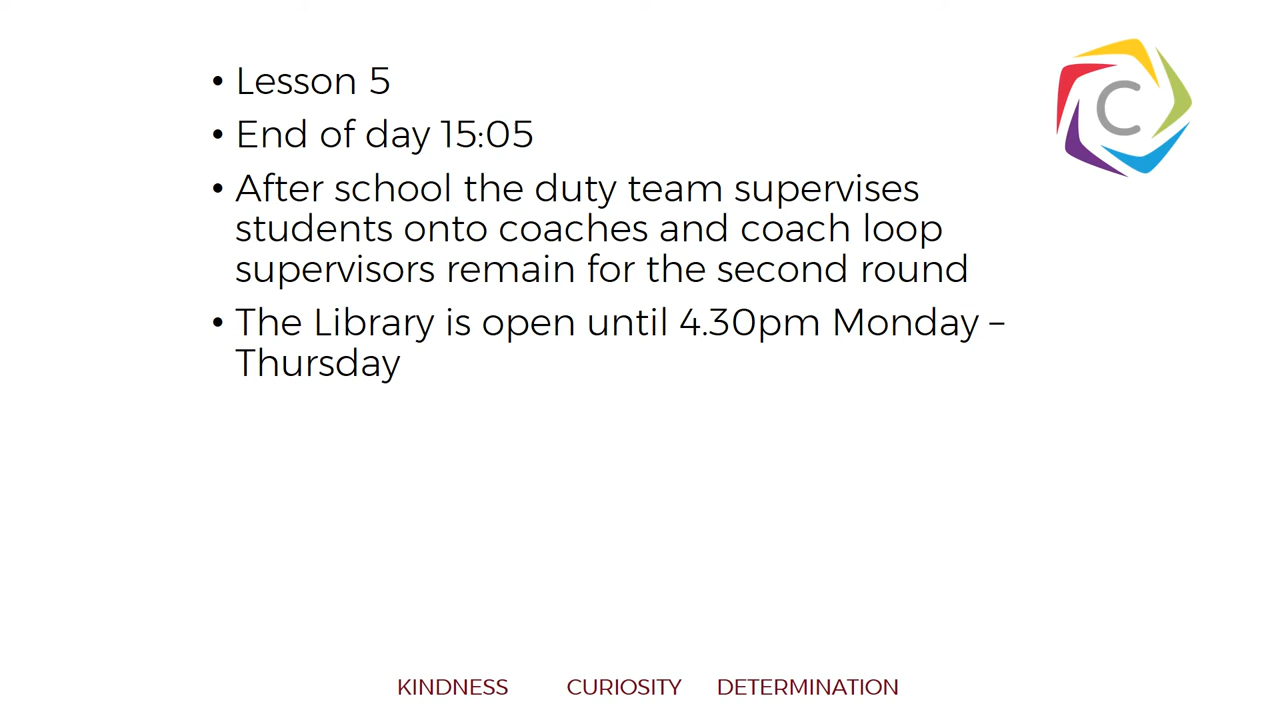 • Lesson 5
• End of day 15:05
• After school the duty team supervises
students onto coaches and coach loop
supervisors remain for the second round
• The Library is open until 4.30pm Monday –
Thursday
C
KINDNESS CURIOSITY DETERMINATION